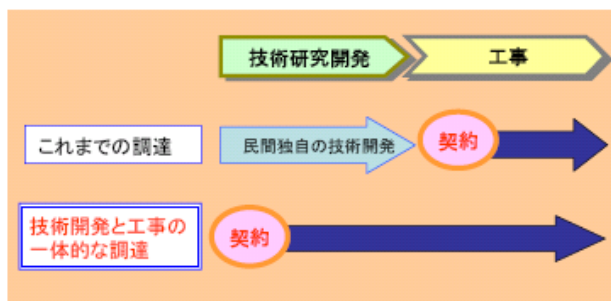 技術研究開発
工事
これまでの調達
民間独自の技術開発
契約
技術開発と工事の
一体的な調達
契約